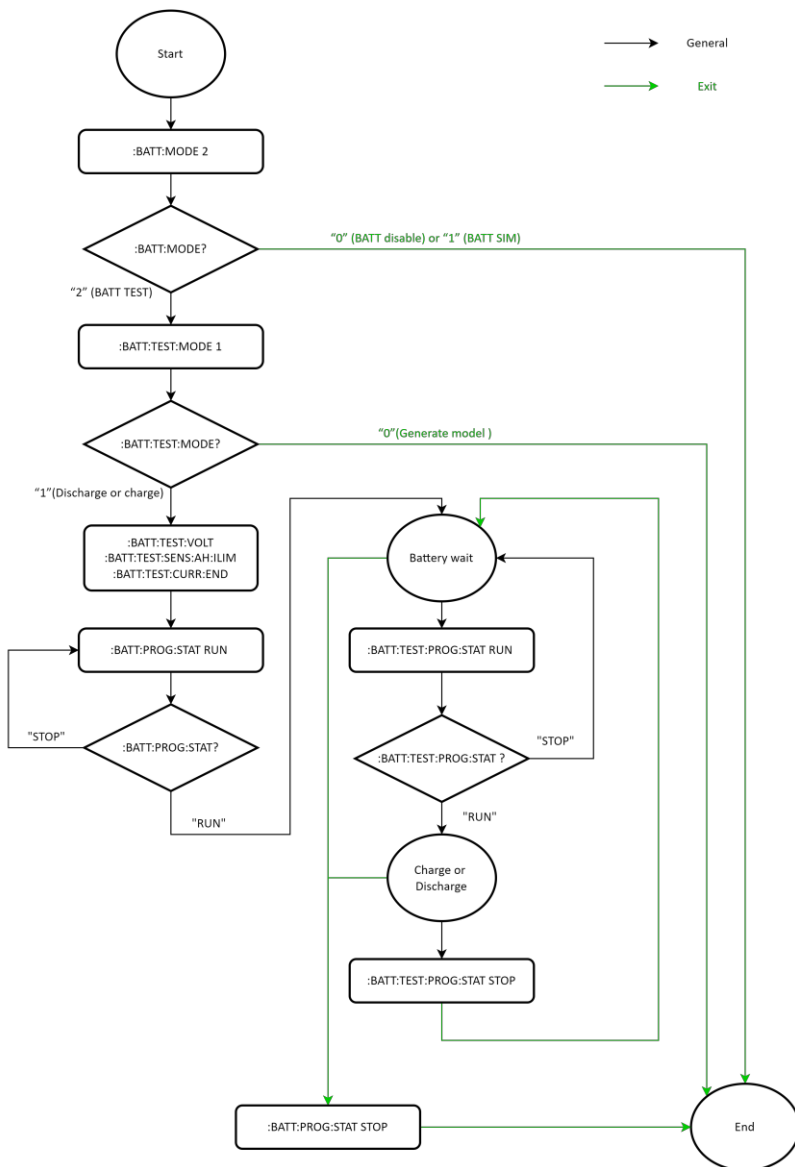 Start
General
Exit
:BATT:MODE 2
:BATT:MODE?
“0” (BATT disable) or “1” (BATT SIM)
“2” (BATT TEST)
:BATT:TEST:MODE 1
:BATT:TEST:MODE?
“0”(Generate model )
“1”(Discharge or charge)
:BATT:TEST:VOLT
:BATT:TEST:SENS:AH:ILIM
:BATT:TEST:CURR:END
:BATT:PROG:STAT RUN
"STOP"
:BATT:PROG:STAT?
"RUN"
Battery wait
:BATT:TEST:PROG:STAT RUN
:BATT:TEST:PROG:STAT ?
"STOP"
"RUN"
Charge or
Discharge
:BATT:TEST:PROG:STAT STOP
:BATT:PROG:STAT STOP
End